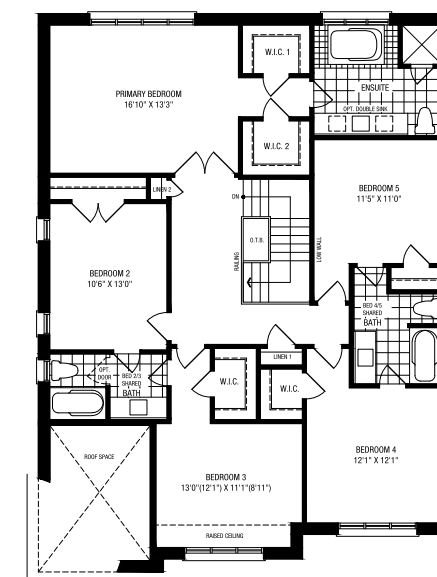 W.I.C. 1
PRIMARY BEDROOM
16'10" X 13'3"
ENSUITE
OPT. DOUBLE SINK
W.I.C. 2
LINEN 2
DN
BEDROOM 5
11'5" X 11'0"
O.T.B.
RAILING
LOW WALL
BEDROOM 2
10'6" X 13'0"
BED 4/5
SHARED
BATH
LINEN 1
OPT.
DOOR
BED 2/3
SHARED
BATH
W.I.C.
W.I.C.
ROOF SPACE
BEDROOM 4
12'1" X 12'1"
BEDROOM 3
13'0"(12'1") X 11'1"(8'11")
RAISED CEILING